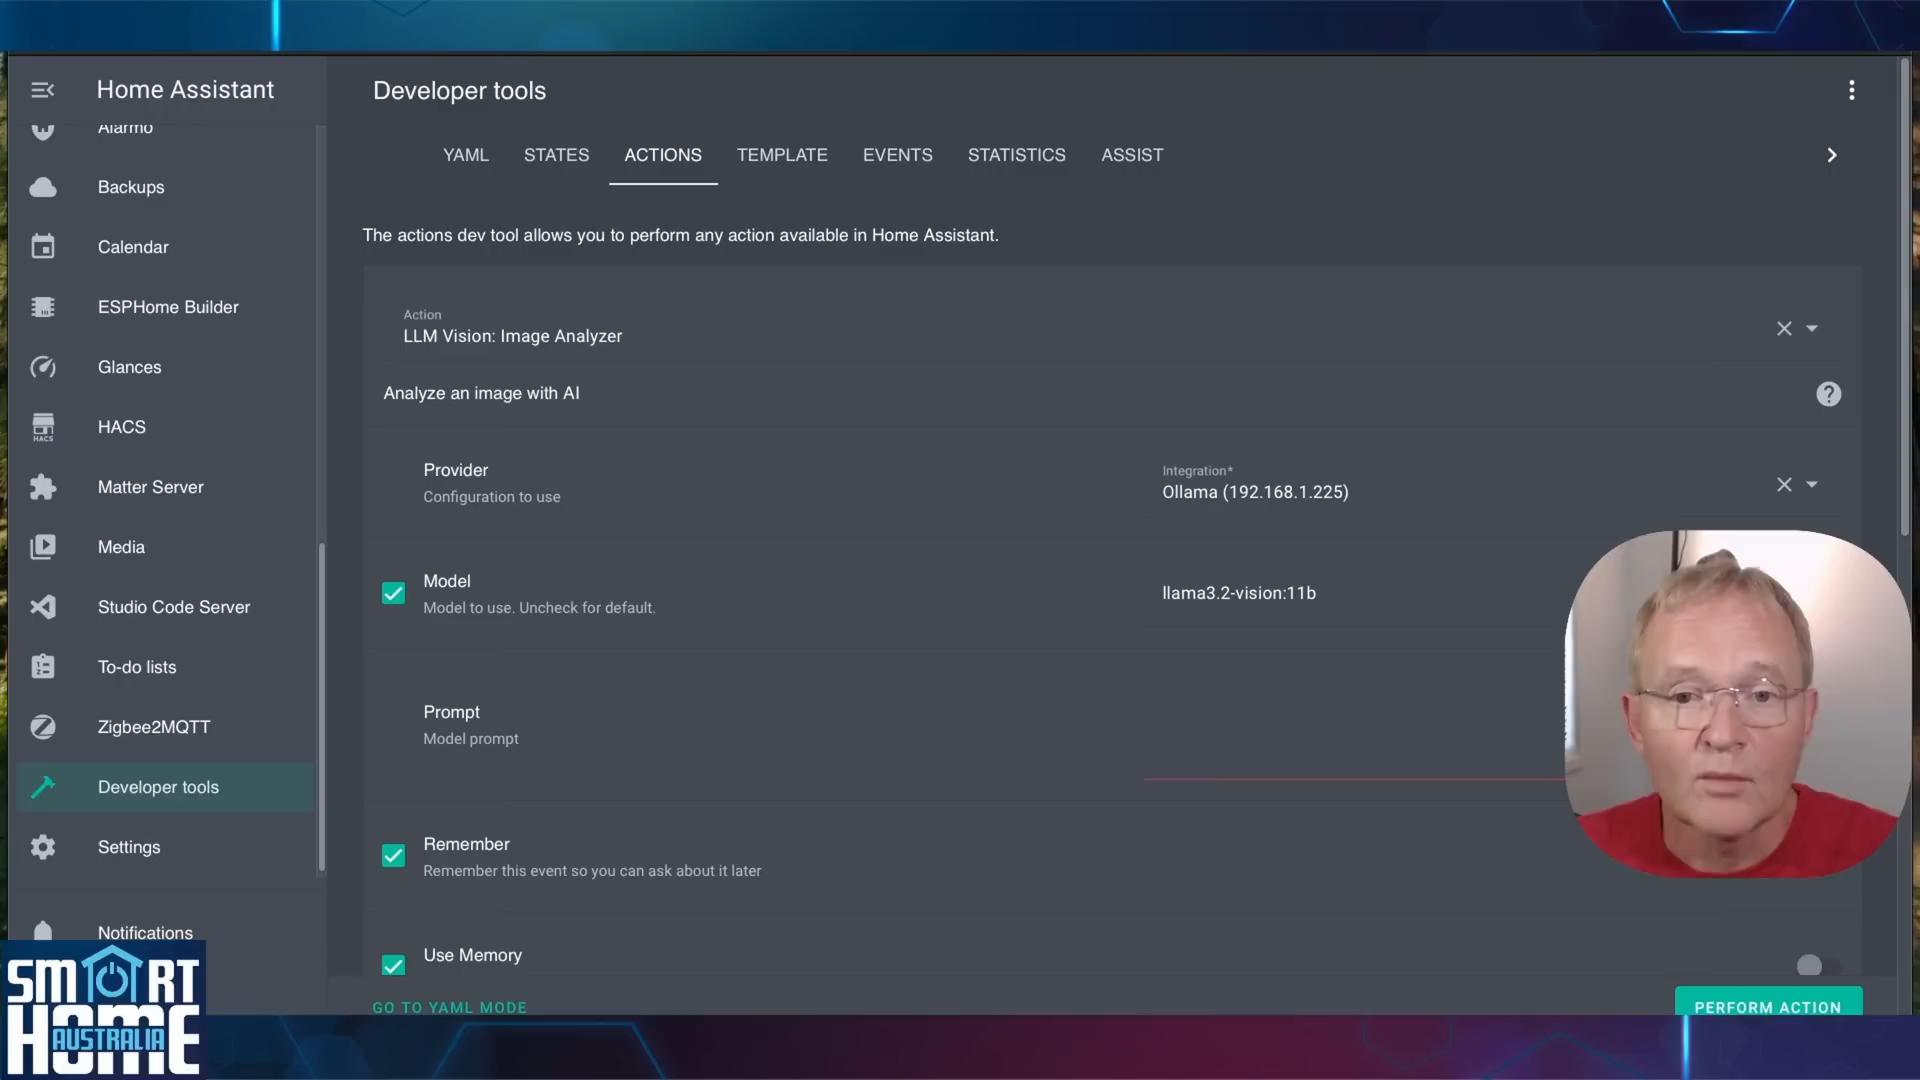 Home Assistant
Alarmo
Backups
Calendar
ESPHome Builder
Glances
HACS
HACS
Matter Server
Media
Studio Code Server
To-do lists
Zigbee2MQTT
Developer tools
Settings
Notifications
Developer tools
YAML STATES ACTIONS TEMPLATE EVENTS STATISTICS ASSIST
The actions dev tool allows you to perform any action available in Home Assistant.
Action
LLM Vision: Image Analyzer
Analyze an image with AI
Provider
Configuration to use
Integration*
Ollama (192.168.1.225)
Model
Model to use. Uncheck for default.
llama3.2-vision:11b
Prompt
Model prompt
Remember
Remember this event so you can ask about it later
Use Memory
GO TO YAML MODE
PERFORM ACTION
SMART
HOME
AUSTRALIA